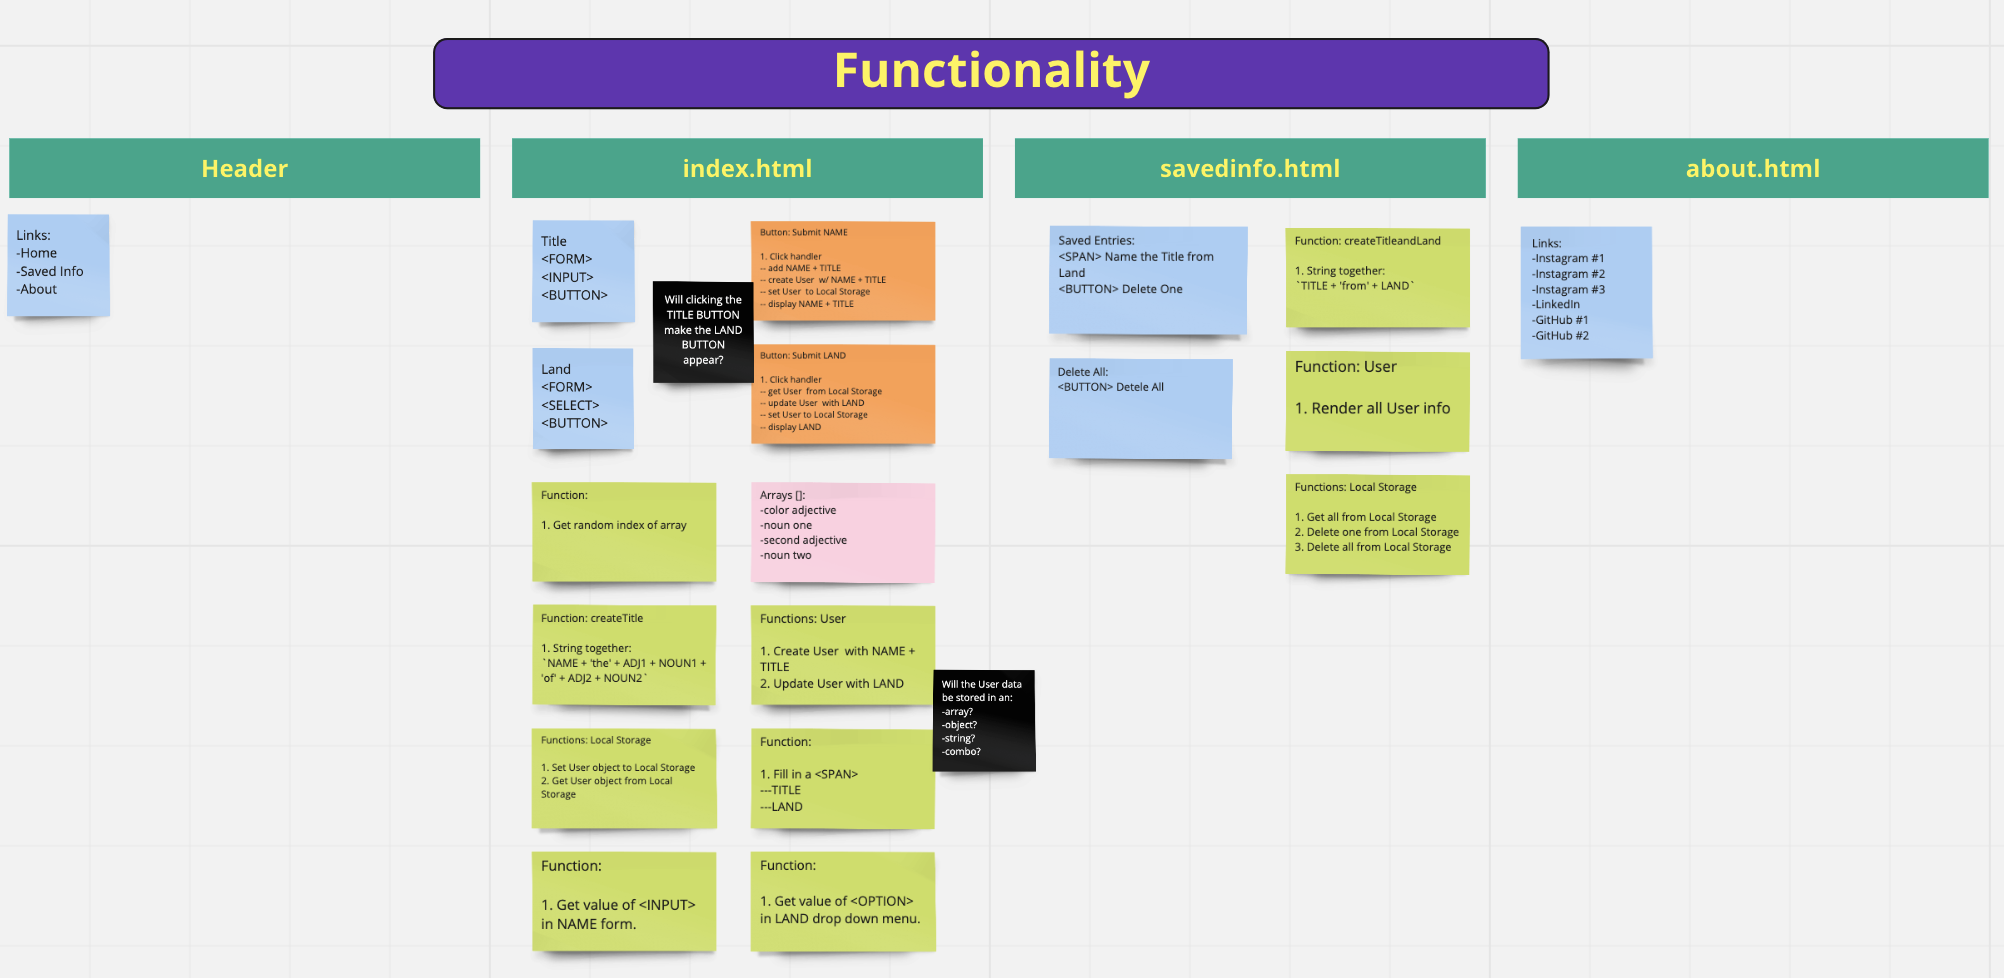 Functionality
Header
Links:
-Home
-Saved Info
-About
index.html
Title
<FORM>
<INPUT>
<BUTTON>
Will clicking the
TITLE BUTTON
make the LAND
BUTTON
appear?
Button: Submit NAME
1. Click handler
-- add NAME + TITLE
-- create User w/ NAME + TITLE
-- set User to Local Storage
-- display NAME + TITLE
Land
<FORM>
<SELECT>
<BUTTON>
Button: Submit LAND
1. Click handler
-- get User from Local Storage
-- update User with LAND
-- set User to Local Storage
-- display LAND
Function:
1. Get random index of array
Arrays []:
-color adjective
-noun one
-second adjective
-noun two
Function: createTitle
1. String together:
`NAME + 'the' + ADJ1 + NOUN1 +
'of' + ADJ2 + NOUN2`
Functions: User
1. Create User with NAME +
TITLE
2. Update User with LAND
Will the User data
be stored in an:
-array?
-object?
-string?
-combo?
Functions: Local Storage
1. Set User object to Local Storage
2. Get User object from Local
Storage
Function:
1. Fill in a <SPAN>
---TITLE
---LAND
Function:
1. Get value of <INPUT>
in NAME form.
Function:
1. Get value of <OPTION>
in LAND drop down menu.
savedinfo.html
Saved Entries:
<SPAN> Name the Title from
Land
<BUTTON> Delete One
Function: createTitleandLand
1. String together:
`TITLE + 'from' + LAND`
Delete All:
<BUTTON> Detele All
Function: User
1. Render all User info
Functions: Local Storage
1. Get all from Local Storage
2. Delete one from Local Storage
3. Delete all from Local Storage
about.html
Links:
-Instagram #1
-Instagram #2
-Instagram #3
-LinkedIn
-GitHub #1
-GitHub #2